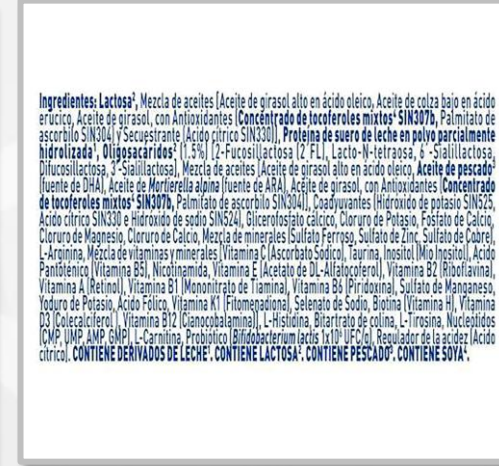 Ingredientes: Lactosa², Mezcla de aceites [Aceite de girasol alto en ácido oleico, Aceite de colza bajo en ácido
erúcico, Aceite de girasol, con Antioxidantes (Concentrado de tocoferoles mixtos⁴ SIN307b, Palmitato de
ascorbilo SIN304) y Secuestrante (Acido cítrico SIN330)], Proteína de suero de leche en polvo parcialmente
hidrolizada¹, Oligosacáridos² (1.5%) [2-Fucosillactosa (2´FL), Lacto-N-tetraosa, 6´-Sialillactosa,
Difucosillactosa, 3´-Sialillactosa], Mezcla de aceites [Aceite de girasol alto en ácido oleico, Aceite de pescado³
(fuente de DHA), Aceite de Mortierella alpina (fuente de ARA), Aceite de girasol, con Antioxidantes (Concentrado
de tocoferoles mixtos⁴ SIN307b, Palmitato de ascorbilo SIN304)], Coadyuvantes (Hidróxido de potasio SIN525,
Acido cítrico SIN330 e Hidróxido de sodio SIN524), Glicerofosfato cálcico, Cloruro de Potasio, Fosfato de Calcio,
Cloruro de Magnesio, Cloruro de Calcio, Mezcla de minerales (Sulfato Ferroso, Sulfato de Zinc, Sulfato de Cobre),
L-Arginina, Mezcla de vitaminas y minerales [Vitamina C (Ascorbato Sódico), Taurina, Inositol (Mio Inositol), Acido
Pantoténico (Vitamina B5), Nicotinamida, Vitamina E (Acetato de DL-Alfatocoferol), Vitamina B2 (Riboflavina),
Vitamina A (Retinol), Vitamina B1 (Mononitrato de Tiamina), Vitamina B6 (Piridoxina), Sulfato de Manganeso,
Yoduro de Potasio, Acido Fólico, Vitamina K1 (Fitomenadiona), Selenato de Sodio, Biotina (Vitamina H), Vitamina
D3 (Colecalciferol), Vitamina B12 (Cianocobalamina)], L-Histidina, Bitartrato de colina, L-Tirosina, Nucleótidos
(CMP, UMP, AMP, GMP), L-Carnitina, Probiótico (Bifidobacterium lactis UFC/g), Regulador de la acidez (Acido
cítrico). CONTIENE DERIVADOS DE LECHE¹. CONTIENE LACTOSA². CONTIENE PESCADO³. CONTIENE SOYA⁴.